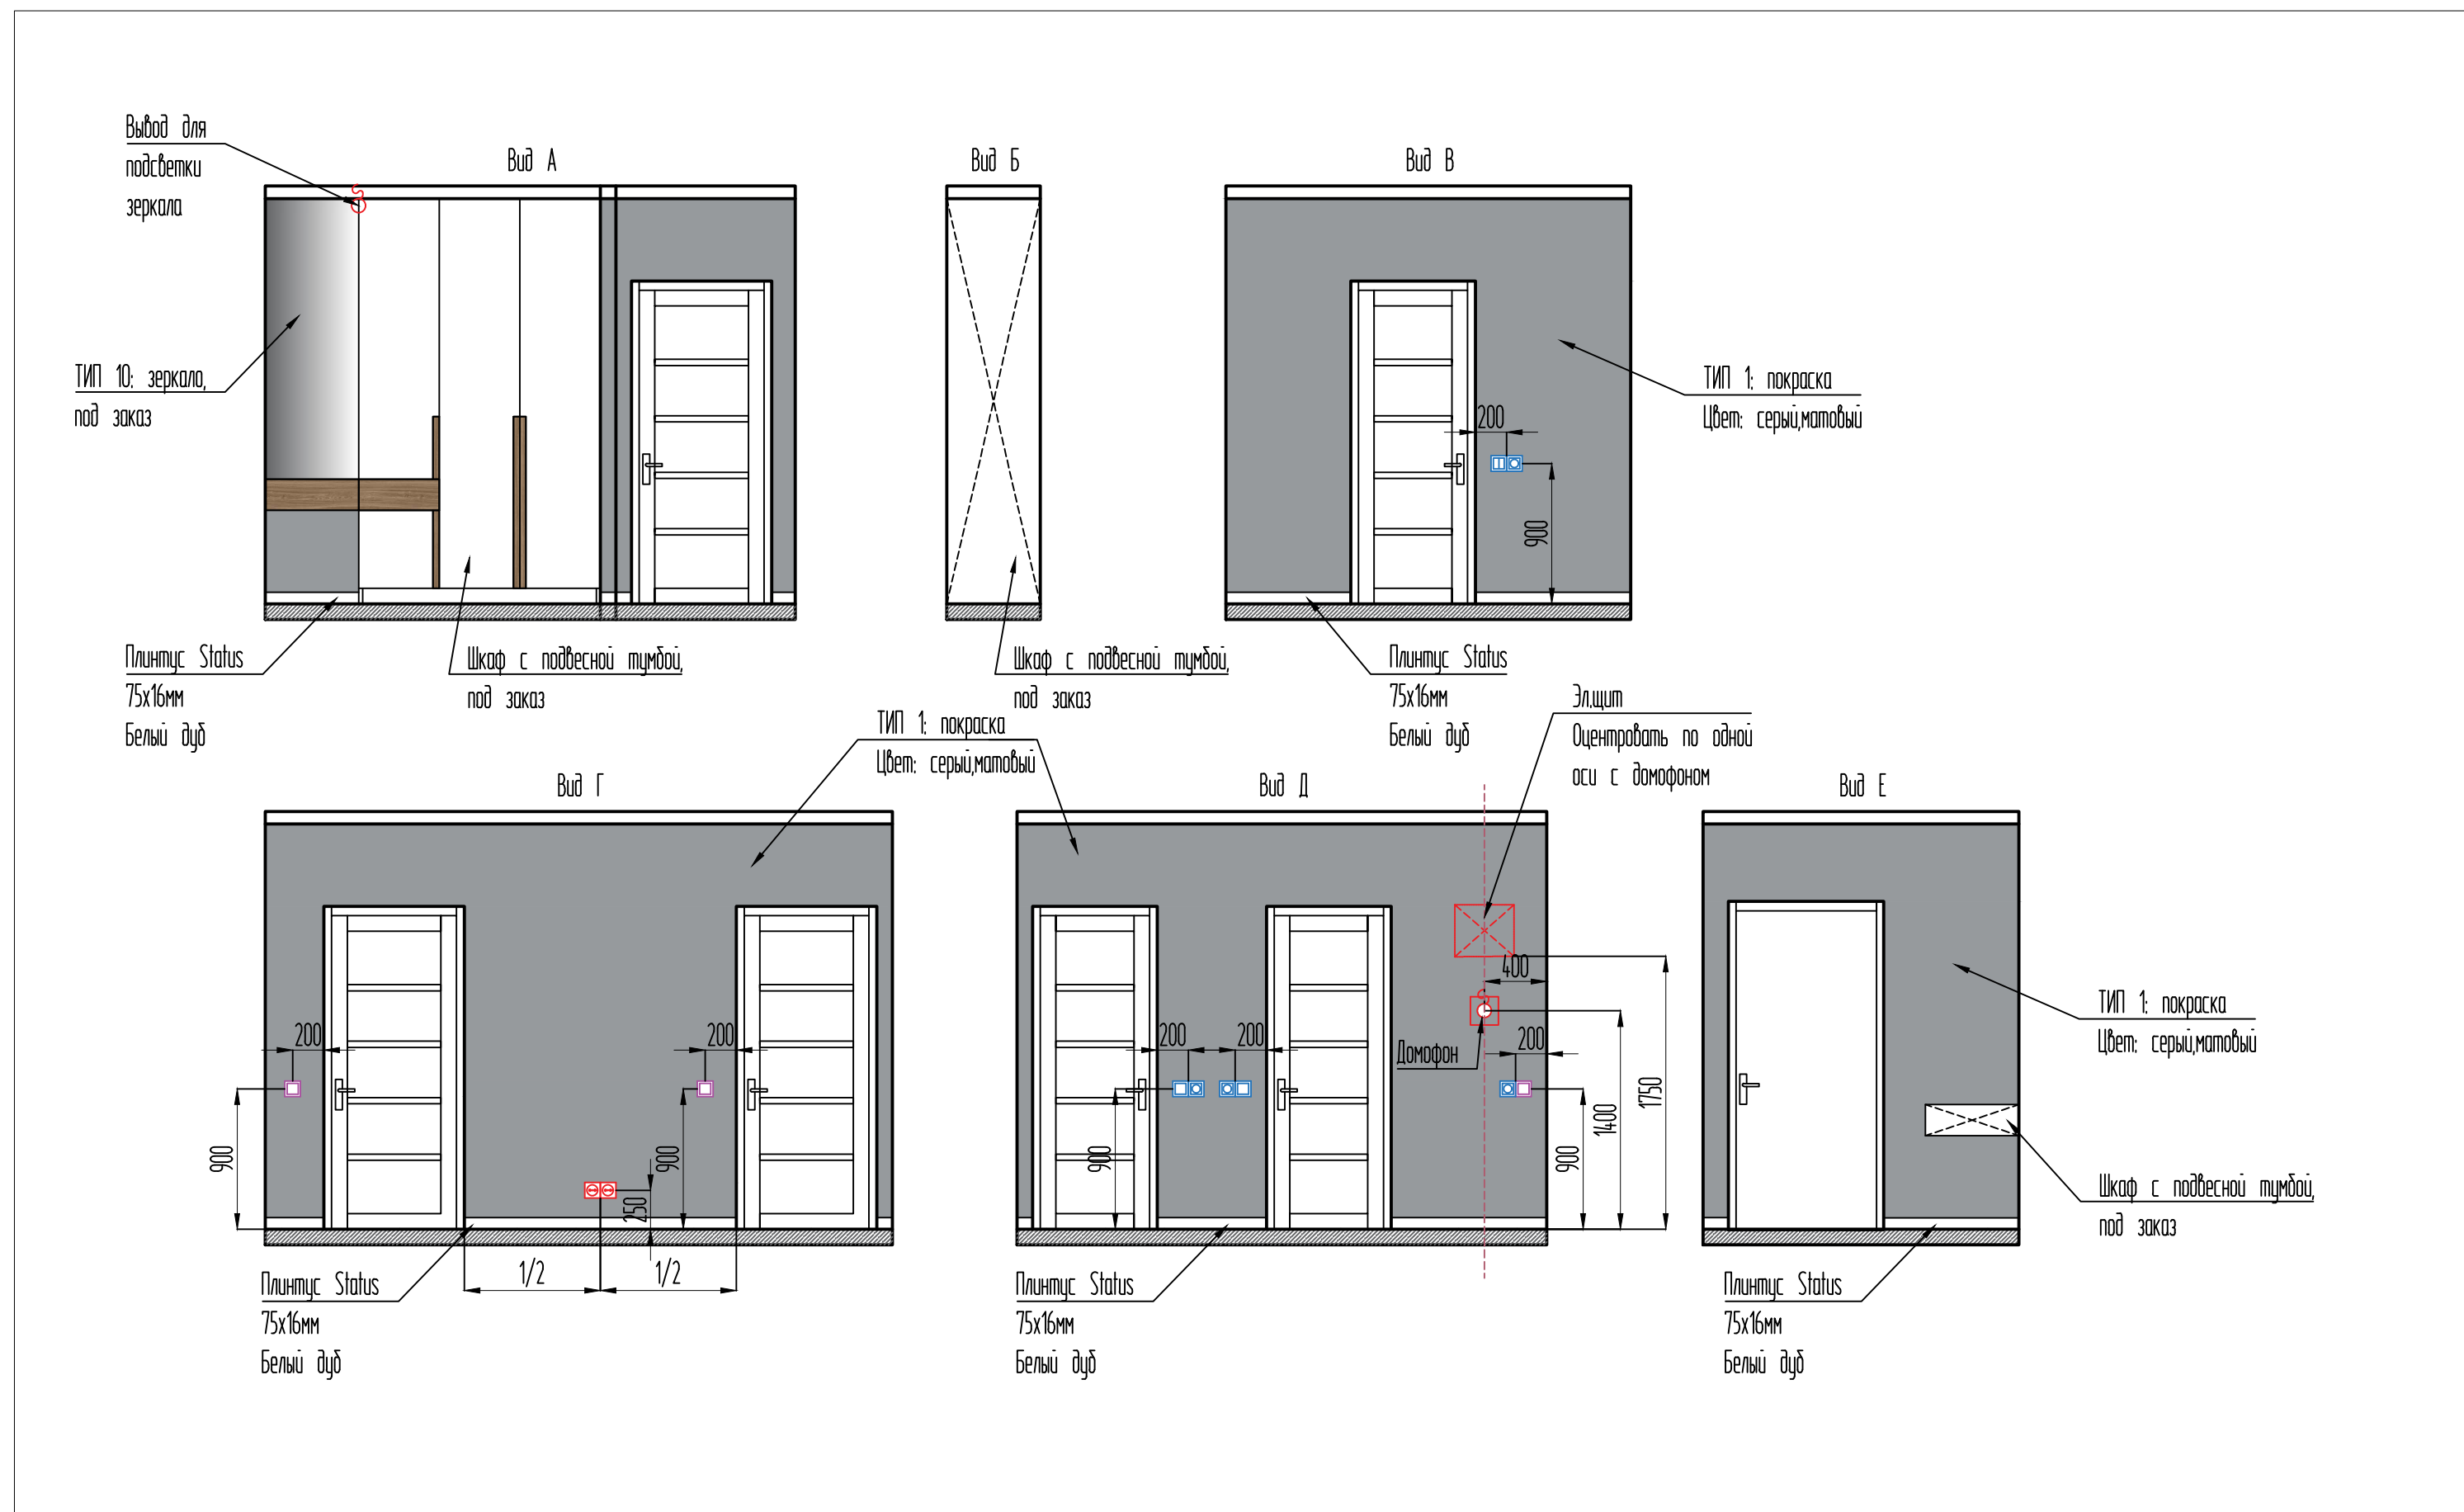 Вывод для
подсветки
зеркала
Вид А
Вид Б
Вид В
ТИП 10: зеркало,
под заказ
ТИП 1: покраска
Цвет: серый,матовый
200
900
Плинтус Status
75х16мм
Белый дуб
Шкаф с подвесной тумбой,
под заказ
Шкаф с подвесной тумбой,
под заказ
Плинтус Status
75х16мм
Белый дуб
Эл.щит
Оцентровать по одной
оси с домофоном
ТИП 1: покраска
Цвет: серый,матовый
Вид Г
Вид Д
Вид Е
200
200
900
900
250
1/2
1/2
Плинтус Status
75х16мм
Белый дуб
200
200
400
Домофон
200
900
900
1400
1750
Плинтус Status
75х16мм
Белый дуб
ТИП 1: покраска
Цвет: серый,матовый
Шкаф с подвесной тумбой,
под заказ
Плинтус Status
75х16мм
Белый дуб